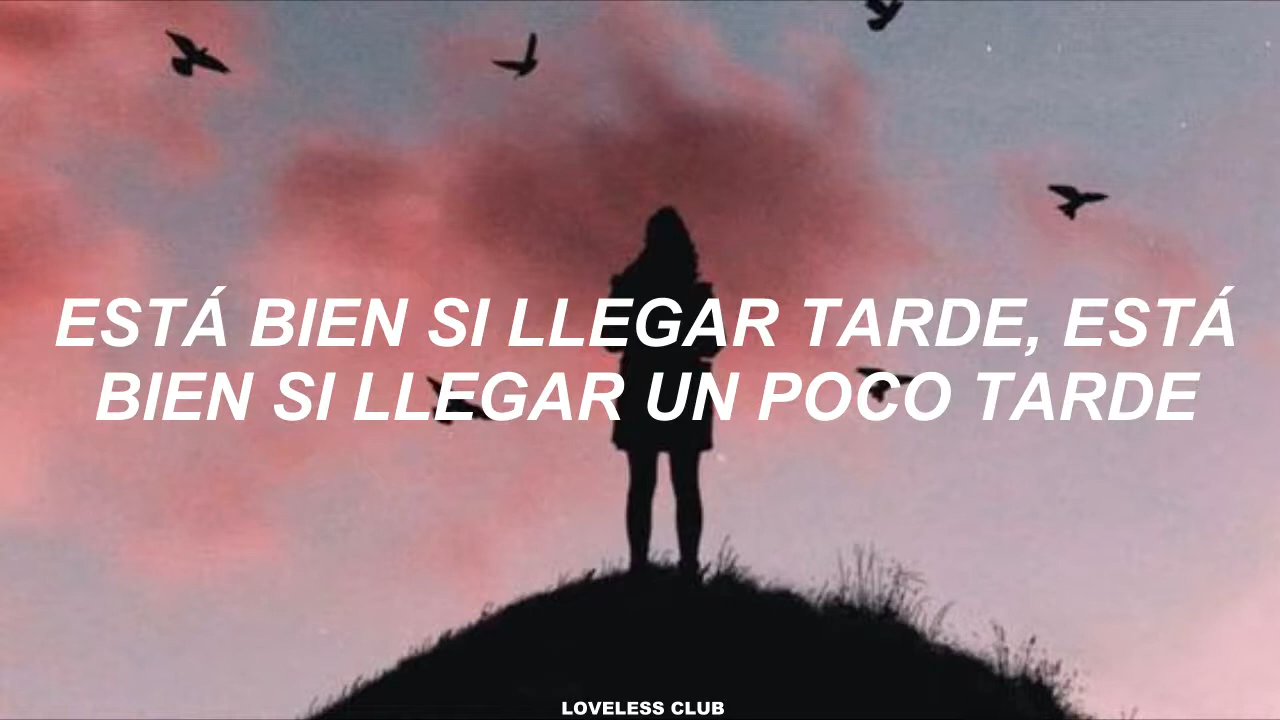 ESTÁ BIEN SI LLEGAR TARDE, ESTÁ
BIEN SI LLEGAR UN POCO TARDE
LOVELESS CLUB